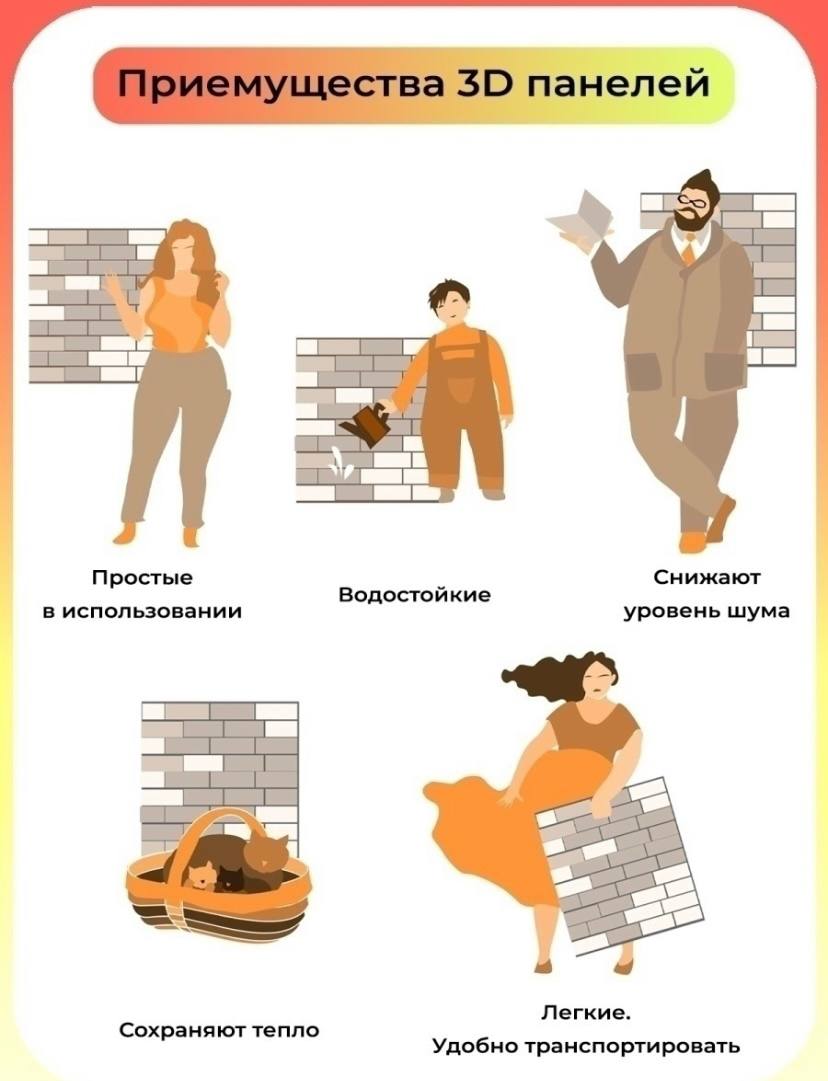 Приемущества 3D панелей
Простые
в использовании
Водостойкие
Снижают
уровень шума
Сохраняют тепло
Легкие.
Удобно транспортировать